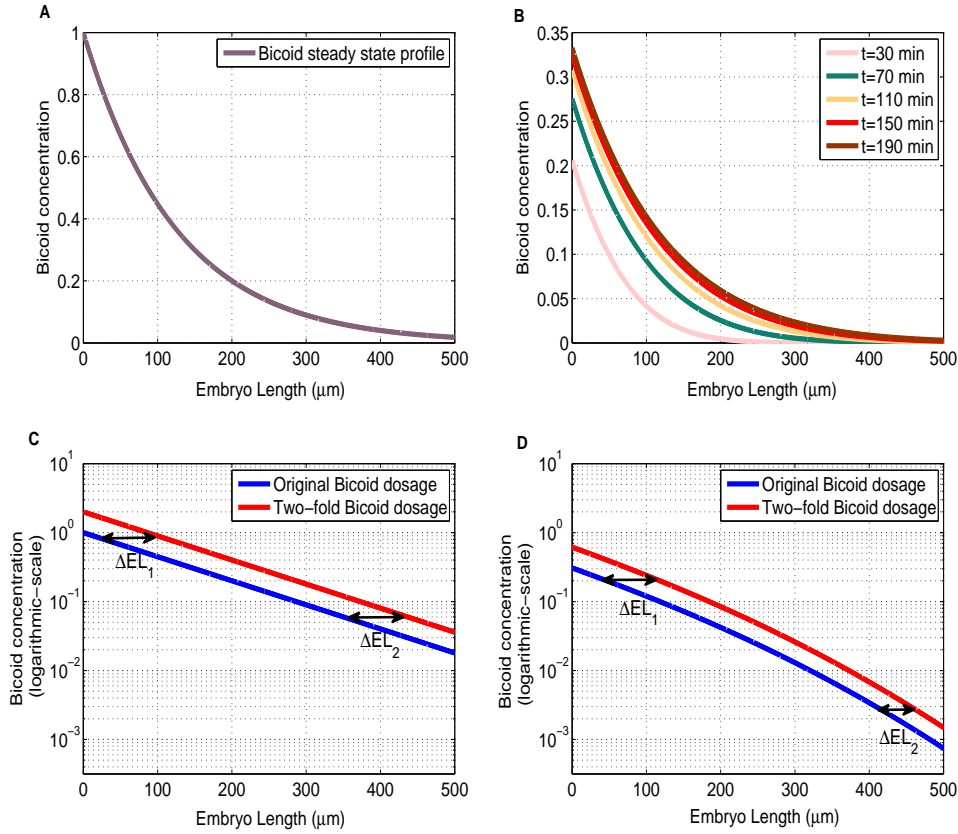 A
Bicoid concentration
1
0.8
0.6
0.4
0.2
0
0 100 200 300 400 500
Embryo Length (μm)
Bicoid steady state profile
B
Bicoid concentration
0.35
0.3
0.25
0.2
0.15
0.1
0.05
0
0 100 200 300 400 500
Embryo Length (μm)
t=30 min
t=70 min
t=110 min
t=150 min
t=190 min
C
Bicoid concentration
(logarithmic−scale)
10^1
10^0
10^−1
10^−2
10^−3
0 100 200 300 400 500
Embryo Length (μm)
Original Bicoid dosage
Two−fold Bicoid dosage
ΔEL_1
ΔEL_2
D
Bicoid concentration
(logarithmic−scale)
10^1
10^0
10^−1
10^−2
10^−3
0 100 200 300 400 500
Embryo Length (μm)
Original Bicoid dosage
Two−fold Bicoid dosage
ΔEL_1
ΔEL_2